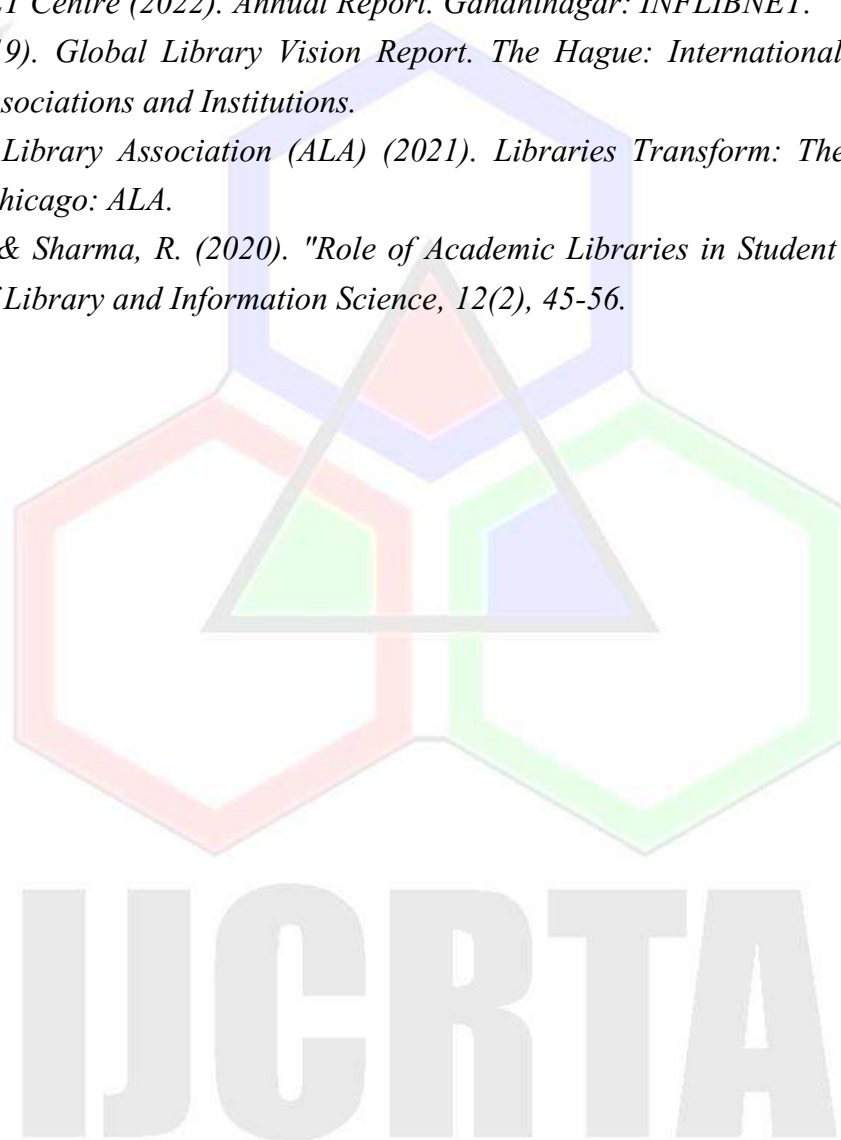 Centre (2022). Annual Report. Gandhinagar: INFLIBNET.
Global Library Vision Report. The Hague: International
sociations and Institutions.
Library Association (ALA) (2021). Libraries Transform: The
hicago: ALA.
& Sharma, R. (2020). "Role of Academic Libraries in Student
Library and Information Science, 12(2), 45-56.
IJCRTA